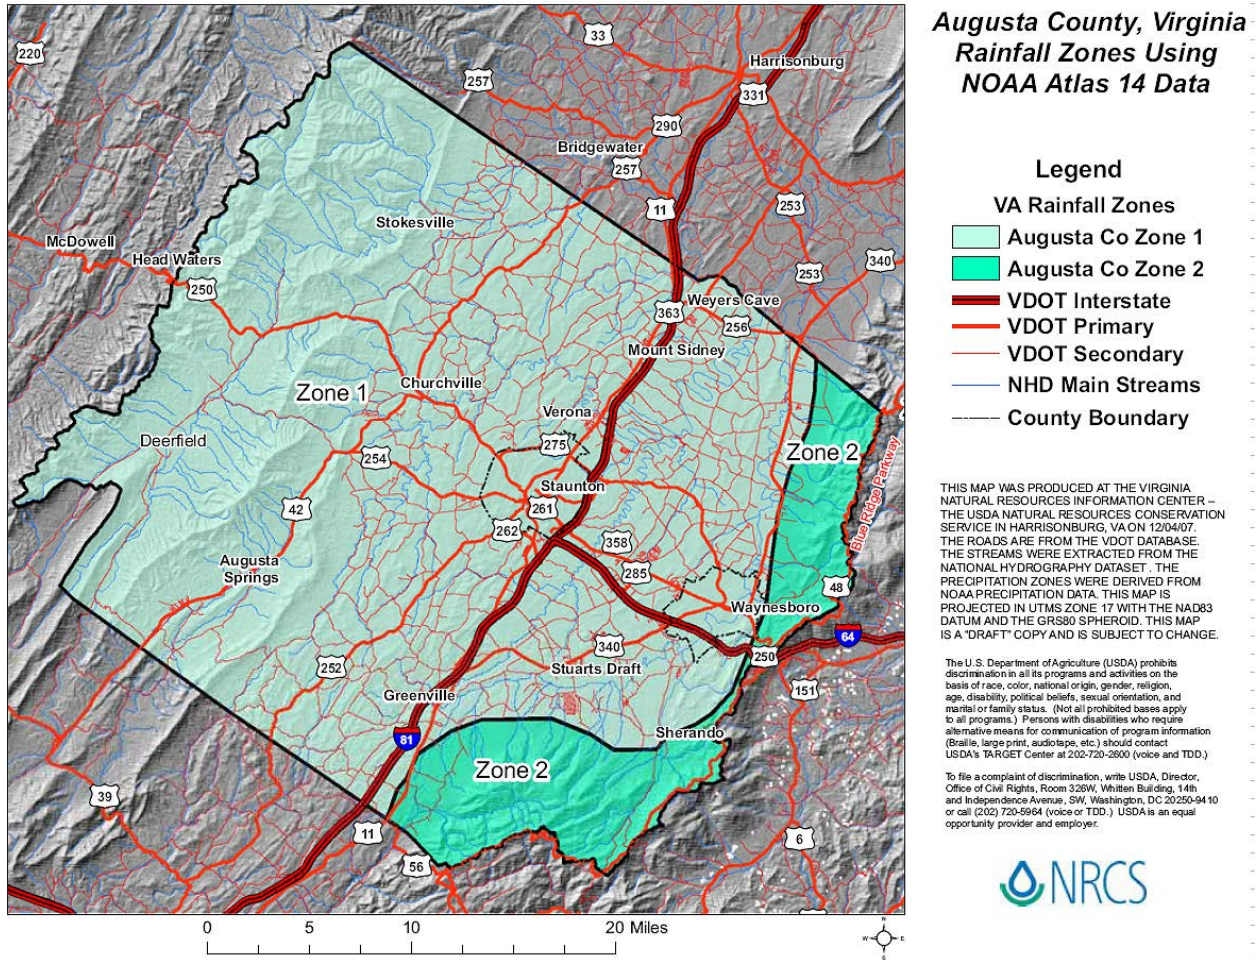 Augusta County, Virginia
Rainfall Zones Using
NOAA Atlas 14 Data
Legend
VA Rainfall Zones
Augusta Co Zone 1
Augusta Co Zone 2
VDOT Interstate
VDOT Primary
VDOT Secondary
NHD Main Streams
County Boundary
THIS MAP WAS PRODUCED AT THE VIRGINIA
NATURAL RESOURCES INFORMATION CENTER –
THE USDA NATURAL RESOURCES CONSERVATION
SERVICE IN HARRISONBURG, VA ON 12/04/07.
THE ROADS ARE FROM THE VDOT DATABASE.
THE STREAMS WERE EXTRACTED FROM THE
NATIONAL HYDROGRAPHY DATASET . THE
PRECIPITATION ZONES WERE DERIVED FROM
NOAA PRECIPITATION DATA. THIS MAP IS
PROJECTED IN UTMS ZONE 17 WITH THE NAD83
DATUM AND THE GRS80 SPHEROID. THIS MAP
IS A "DRAFT" COPY AND IS SUBJECT TO CHANGE.
The U.S. Department of Agriculture (USDA) prohibits
discrimination in all its programs and activities on the
basis of race, color, national origin, gender, religion,
age, disability, political beliefs, sexual orientation, and
marital or family status. (Not all prohibited bases apply
to all programs.) Persons with disabilities who require
alternative means for communication of program information
(Braille, large print, audiotape, etc.) should contact
USDA's TARGET Center at 202-720-2600 (voice and TDD.)
To file a complaint of discrimination, write USDA, Director,
Office of Civil Rights, Room 326W, Whitten Building, 14th
and Independence Avenue, SW, Washington, DC 20250-9410
or call (202) 720-5964 (voice or TDD.) USDA is an equal
opportunity provider and employer.
NRCS
33
220
Harrisonburg
257
331
290
Bridgewater
257
253
11
Stokesville
McDowell
Head Waters
340
253
250
Weyers Cave
363
256
Mount Sidney
Churchville
Zone 1
Verona
Deerfield
275
Zone 2
254
Staunton
Blue Ridge Parkway
42
261
262
358
Augusta
Springs
285
48
Waynesboro
64
340
250
252
Stuarts Draft
151
Greenville
Sherando
81
Zone 2
39
11
6
56
0 5 10 20 Miles
N
W E
S